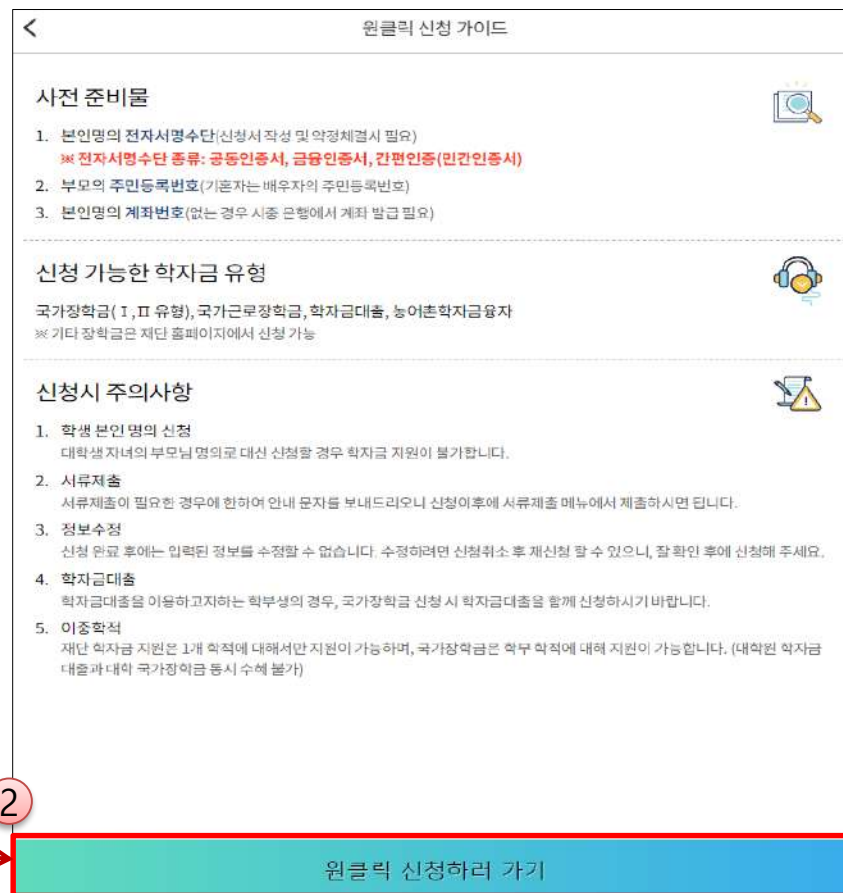 원클릭 신청 가이드
사전 준비물
1. 본인명의 전자서명수단(신청서 작성 및 약정체결시 필요)
※ 전자서명수단 종류: 공동인증서, 금융인증서, 간편인증(민간인증시)
2. 부모의 주민등록번호(기혼자는 배우자의 주민등록번호)
3. 본인명의 계좌번호(없는 경우 시중 은행에서 계좌 발급 필요)
신청 가능한 학자금 유형
국가장학금(Ⅰ,Ⅱ 유형), 국가근로장학금, 학자금대출, 농어촌학자금융자
※ 기타 장학금은 재단 홈페이지에서 신청 가능
신청시 주의사항
1. 학생 본인 명의 신청
대학생 자녀의 부모님 명의로 대신 신청할 경우 학자금 지원이 불가합니다.
2. 서류제출
서류제출이 필요한 경우에 한하여 안내 문자를 보내드리오니 신청이후에 서류제출 메뉴에서 제출하시면 됩니다.
3. 정보수정
신청 완료 후에는 입력된 정보를 수정할 수 없습니다. 수정하려면 신청취소 후 재신청 할 수 있으니, 잘 확인 후에 신청해 주세요.
4. 학자금대출
학자금대출을 이용하고자하는 학부생의 경우, 국가장학금 신청 시 학자금대출을 함께 신청하시기 바랍니다.
5. 이중학적
재단 학자금 지원은 1개 학적에 대해서만 지원이 가능하며, 국가장학금은 학부 학적에 대해 지원이 가능합니다. (대학원 학자금
대출과 대학 국가장학금 동시 수혜 불가)
2
원클릭 신청하러 가기